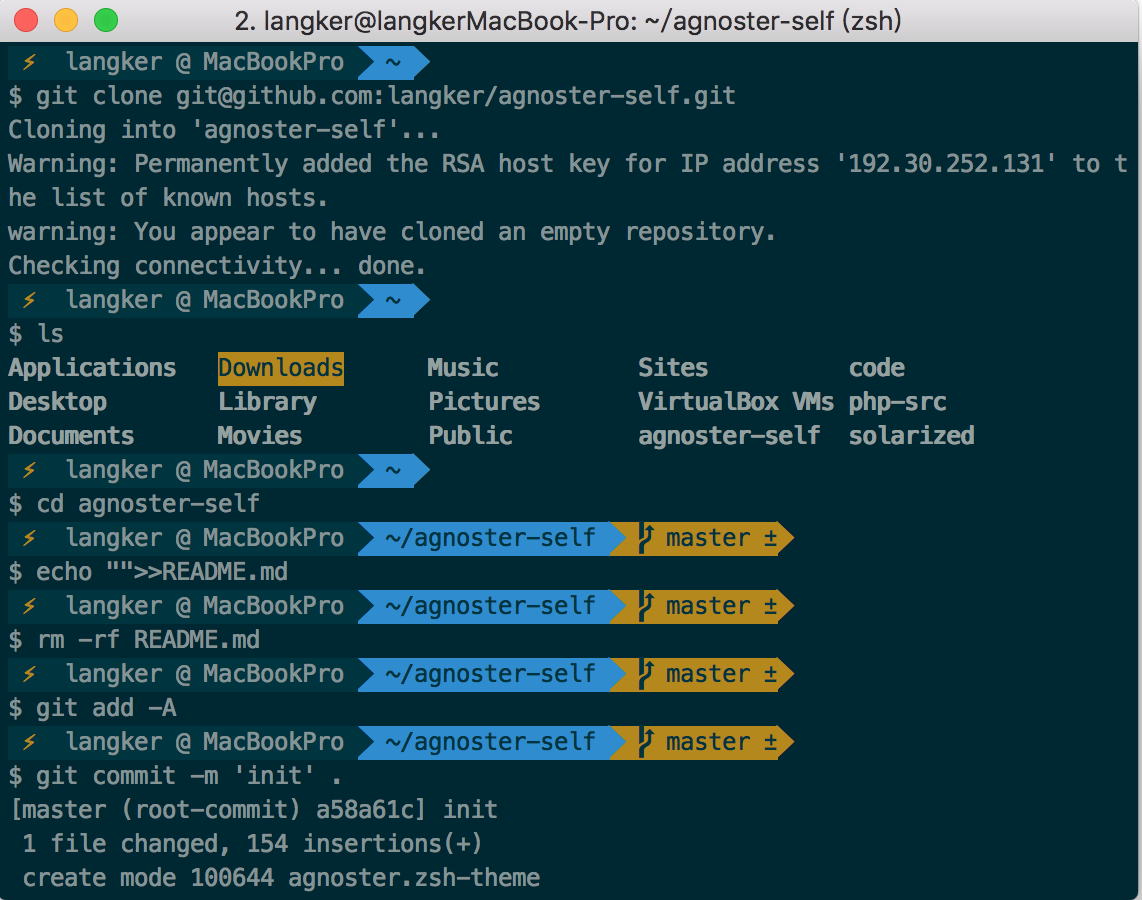 2. langker@langkerMacBook-Pro: ~/agnoster-self (zsh)
⚡ langker @ MacBookPro ~
$ git clone git@github.com:langker/agnoster-self.git
Cloning into 'agnoster-self'...
Warning: Permanently added the RSA host key for IP address '192.30.252.131' to t
he list of known hosts.
warning: You appear to have cloned an empty repository.
Checking connectivity... done.
⚡ langker @ MacBookPro ~
$ ls
Applications Downloads Music Sites code
Desktop Library Pictures VirtualBox VMs php-src
Documents Movies Public agnoster-self solarized
⚡ langker @ MacBookPro ~
$ cd agnoster-self
⚡ langker @ MacBookPro ~/agnoster-self master ±
$ echo "">>README.md
⚡ langker @ MacBookPro ~/agnoster-self master ±
$ rm -rf README.md
⚡ langker @ MacBookPro ~/agnoster-self master ±
$ git add -A
⚡ langker @ MacBookPro ~/agnoster-self master ±
$ git commit -m 'init' .
[master (root-commit) a58a61c] init
1 file changed, 154 insertions(+)
create mode 100644 agnoster.zsh-theme